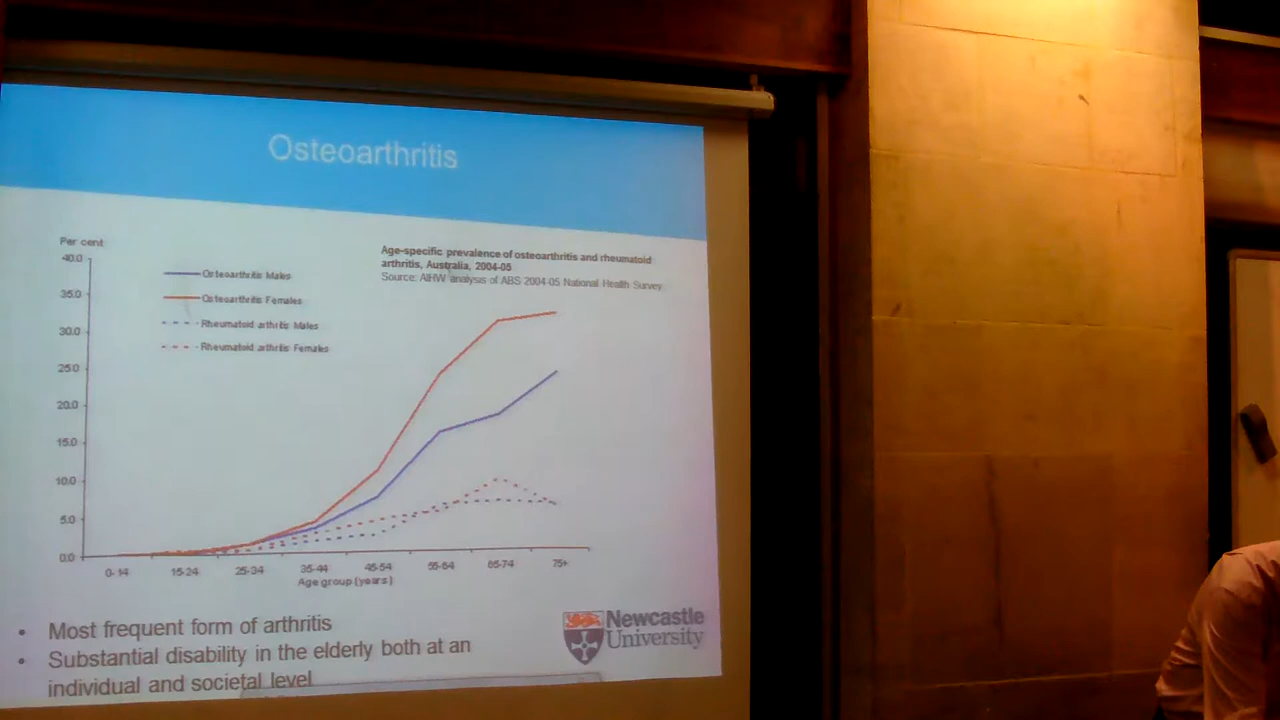 Osteoarthritis
Per cent
Age-specific prevalence of osteoarthritis and rheumatoid
arthritis, Australia, 2004-05
Source: AIHW analysis of ABS 2004-05 National Health Survey
40.0
35.0
30.0
25.0
20.0
15.0
10.0
5.0
0.0
Osteoarthritis Males
Osteoarthritis Females
Rheumatoid arthritis Males
Rheumatoid arthritis Females
0-14 15-24 25-34 35-44 45-54 55-64 65-74 75+
Age group (years)
• Most frequent form of arthritis
• Substantial disability in the elderly both at an
individual and societal level
Newcastle
University